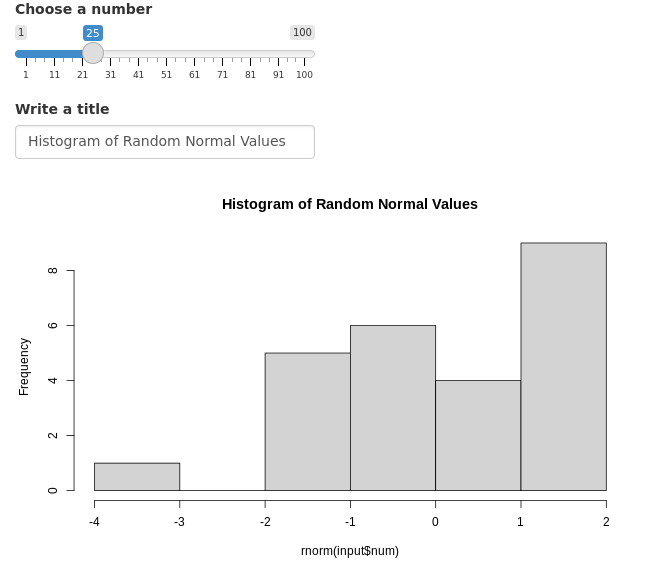 Choose a number
1 25 100
1 11 21 31 41 51 61 71 81 91 100
Write a title
Histogram of Random Normal Values
Histogram of Random Normal Values
Frequency
8
6
4
2
0
-4 -3 -2 -1 0 1 2
rnorm(input$num)